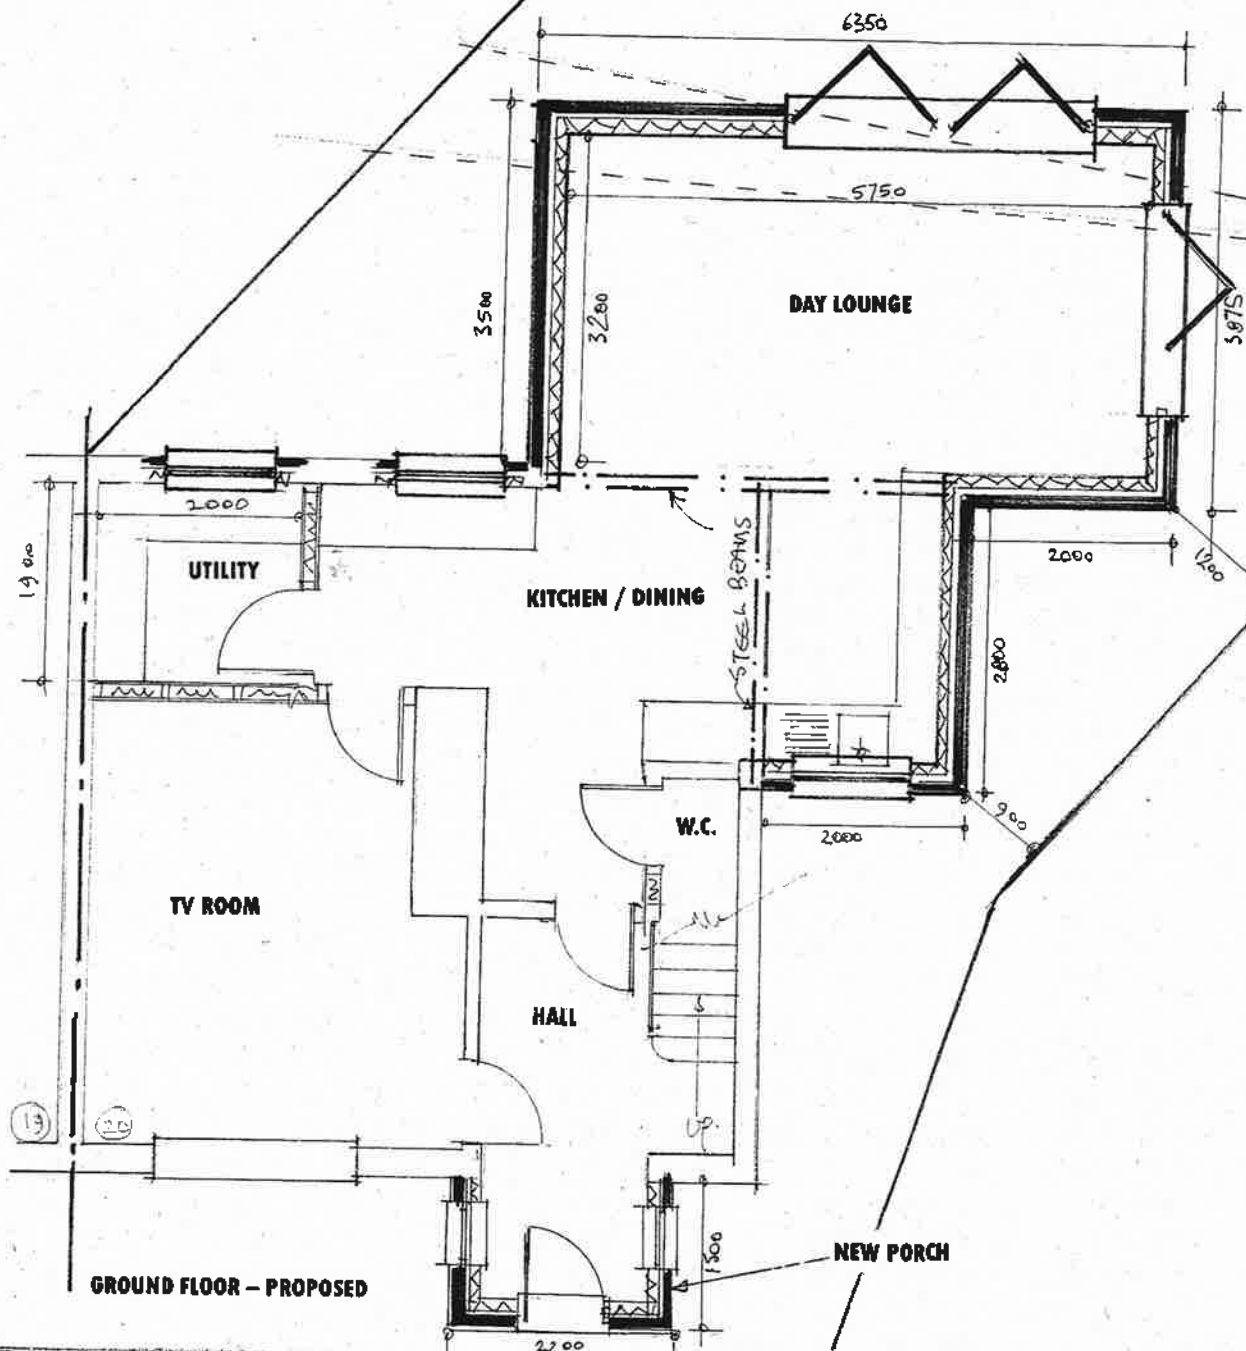 6350
5750
3500
3200
DAY LOUNGE
3875
2000
1900
UTILITY
KITCHEN / DINING
STEEL BEAMS
2000
1200
2800
W.C.
2000
900
TV ROOM
HALL
UP.
19
20
1500
NEW PORCH
GROUND FLOOR – PROPOSED
2200